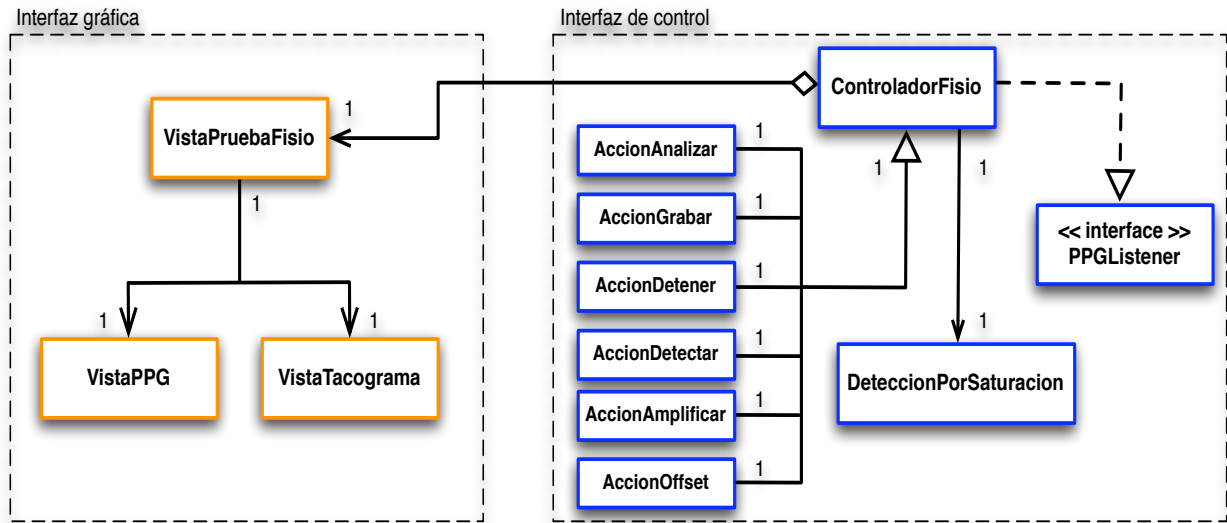 Interfaz gráfica
Interfaz de control
VistaPruebaFisio
1
1
VistaPPG
1
VistaTacograma
1
ControladorFisio
1
1
1
<< interface >>
PPGListener
DeteccionPorSaturacion
AccionAnalizar
1
AccionGrabar
1
AccionDetener
1
AccionDetectar
1
AccionAmplificar
1
AccionOffset
1